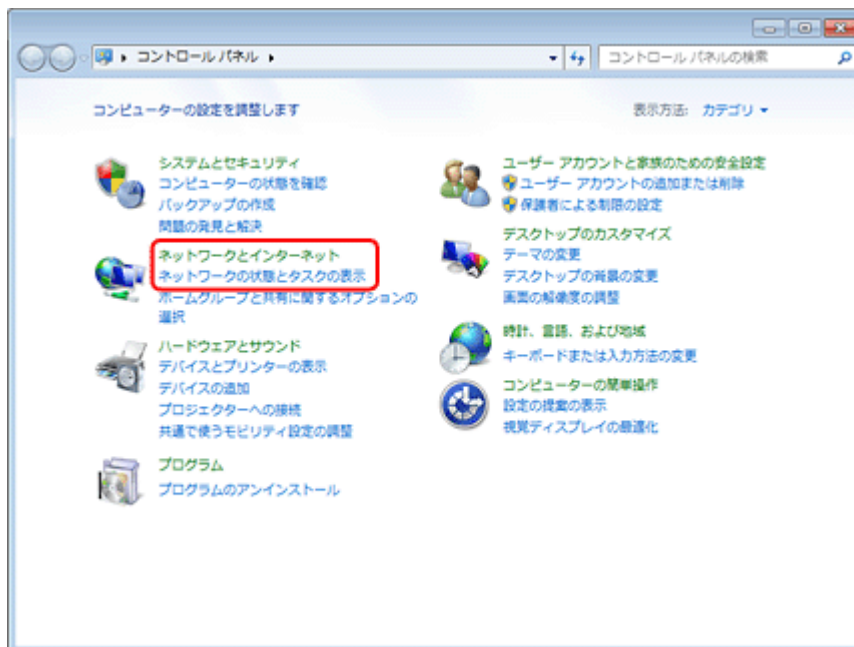 コントロール パネル
コントロール パネルの検索
コンピューターの設定を調整します
表示方法: カテゴリ
システムとセキュリティ
コンピューターの状態を確認
バックアップの作成
問題の発見と解決
ネットワークとインターネット
ネットワークの状態とタスクの表示
ホームグループと共有に関するオプションの
選択
ハードウェアとサウンド
デバイスとプリンターの表示
デバイスの追加
プロジェクターへの接続
共通で使うモビリティ設定の調整
プログラム
プログラムのアンインストール
ユーザー アカウントと家族のための安全設定
ユーザー アカウントの追加または削除
保護者による制限の設定
デスクトップのカスタマイズ
テーマの変更
デスクトップの背景の変更
画面の解像度の調整
時計、言語、および地域
キーボードまたは入力方法の変更
コンピューターの簡単操作
設定の提案の表示
視覚ディスプレイの最適化